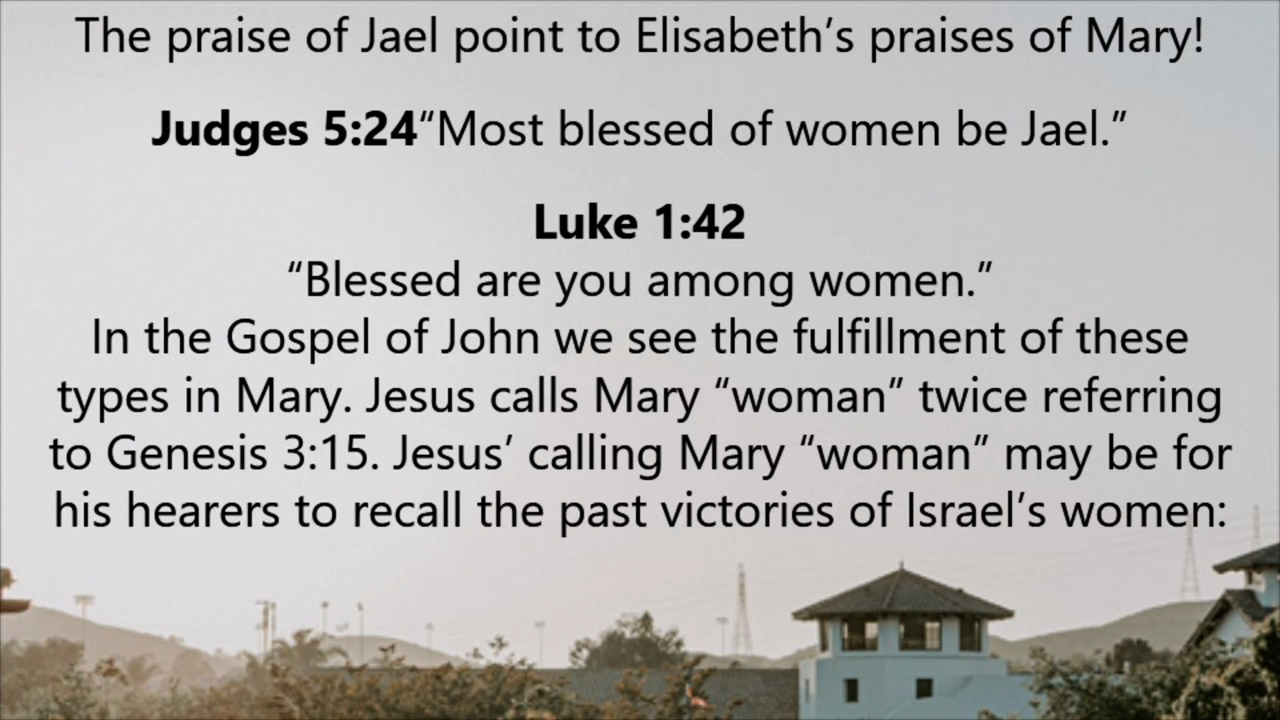 The praise of Jael point to Elisabeth’s praises of Mary!
Judges 5:24“Most blessed of women be Jael.”
Luke 1:42
“Blessed are you among women.”
In the Gospel of John we see the fulfillment of these
types in Mary. Jesus calls Mary “woman” twice referring
to Genesis 3:15. Jesus’ calling Mary “woman” may be for
his hearers to recall the past victories of Israel’s women: